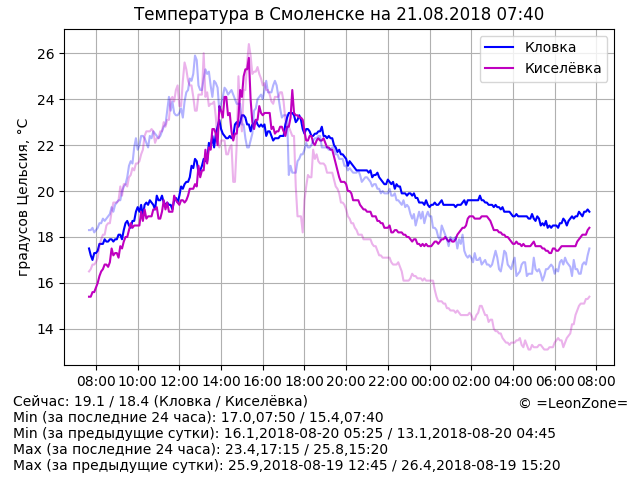 Температура в Смоленске на 21.08.2018 07:40
Кловка
Киселёвка
градусов Цельсия, °C
26
24
22
20
18
16
14
08:00 10:00 12:00 14:00 16:00 18:00 20:00 22:00 00:00 02:00 04:00 06:00 08:00
Сейчас: 19.1 / 18.4 (Кловка / Киселёвка)
© =LeonZone=
Min (за последние 24 часа): 17.0,07:50 / 15.4,07:40
Min (за предыдущие сутки): 16.1,2018-08-20 05:25 / 13.1,2018-08-20 04:45
Max (за последние 24 часа): 23.4,17:15 / 25.8,15:20
Max (за предыдущие сутки): 25.9,2018-08-19 12:45 / 26.4,2018-08-19 15:20